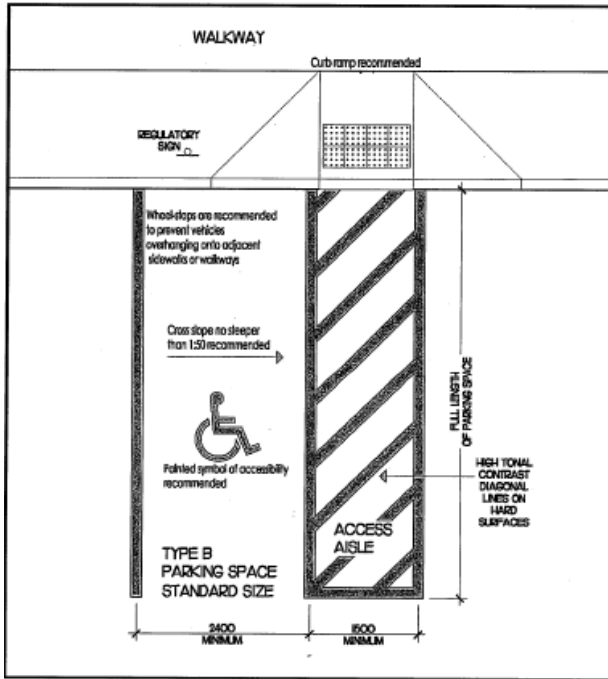 WALKWAY
Curb ramp recommended
REGULATORY
SIGN
Wheel-stops are recommended
to prevent vehicles
overhanging onto adjacent
sidewalks or walkways
Cross slope no steeper
than 1:50 recommended
FULL LENGTH
OF PARKING SPACE
Painted symbol of accessibility
recommended
HIGH TONAL
CONTRAST
DIAGONAL
LINES ON
HARD
SURFACES
ACCESS
AISLE
TYPE B
PARKING SPACE
STANDARD SIZE
2400
MINIMUM
1500
MINIMUM